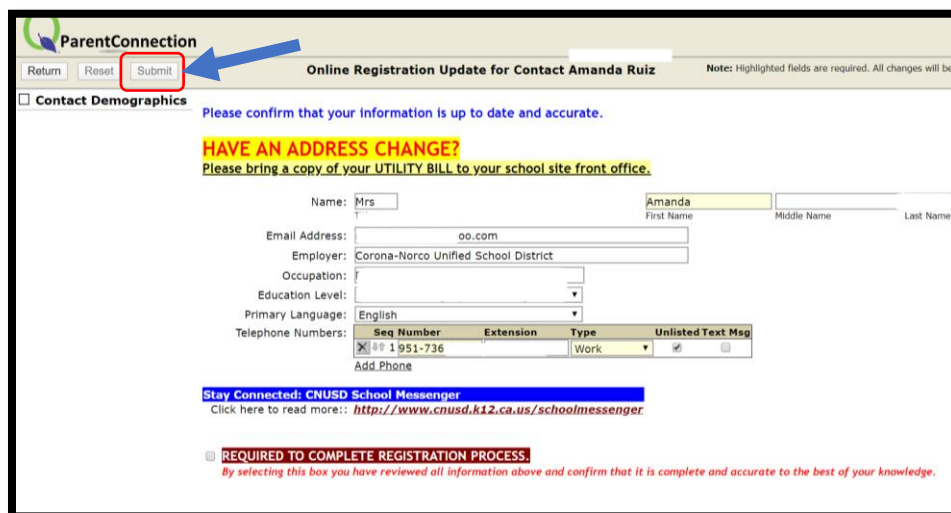 ParentConnection
Return Reset Submit
Online Registration Update for Contact Amanda Ruiz
Note: Highlighted fields are required. All changes will be
Contact Demographics
Please confirm that your information is up to date and accurate.
HAVE AN ADDRESS CHANGE?
Please bring a copy of your UTILITY BILL to your school site front office.
Name: Mrs Amanda
First Name Middle Name Last Name
Email Address: oo.com
Employer: Corona-Norco Unified School District
Occupation:
Education Level:
Primary Language: English
Telephone Numbers: Seq Number Extension Type Unlisted Text Msg
1 951-736 Work
Add Phone
Stay Connected: CNUSD School Messenger
Click here to read more:: http://www.cnusd.k12.ca.us/schoolmessenger
REQUIRED TO COMPLETE REGISTRATION PROCESS.
By selecting this box you have reviewed all information above and confirm that it is complete and accurate to the best of your knowledge.